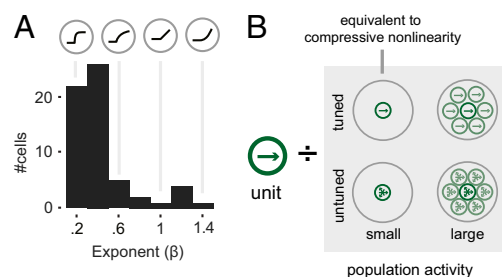 A
#cells
20
10
0
.2
.6
1
1.4
Exponent (β)
B
equivalent to
compressive nonlinearity
unit
÷
tuned
untuned
small
large
population activity